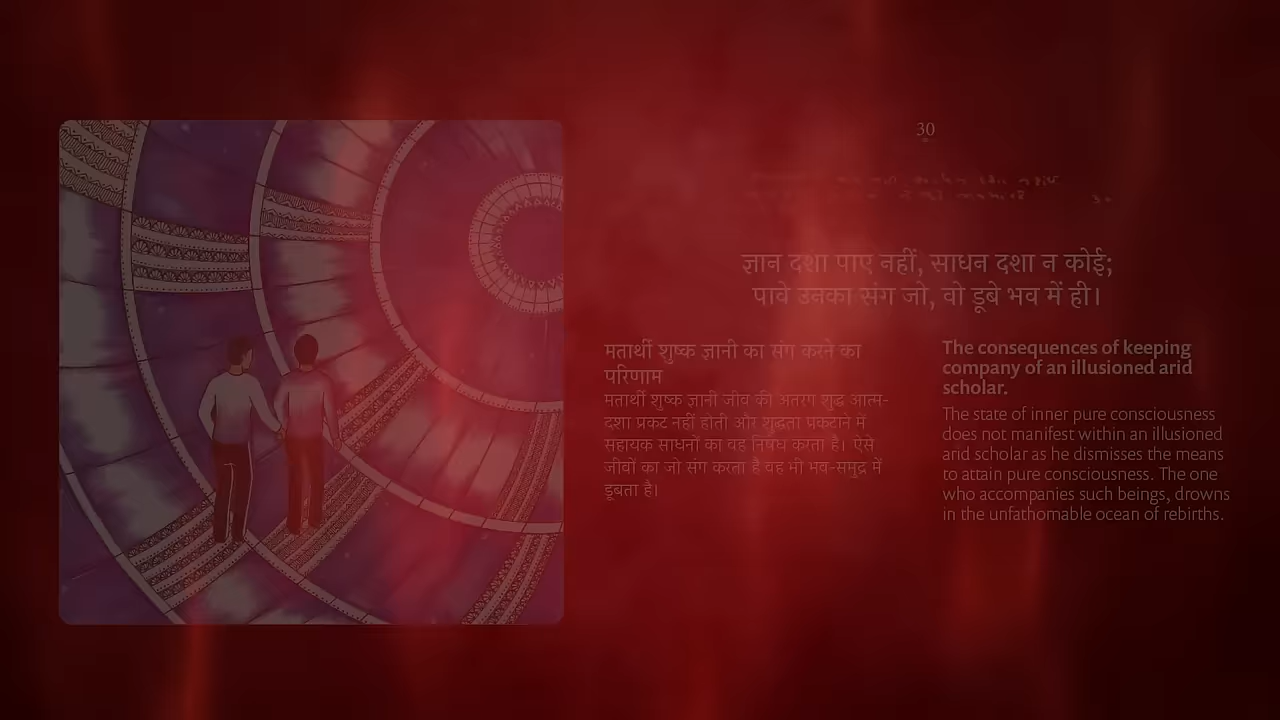 30
ज्ञान दशा पाए नहीं, साधन दशा न कोई;
पावे उनका संग जो, वो डूबे भव में ही।
मतार्थी शुष्क ज्ञानी का संग करने का
परिणाम
मतार्थी शुष्क ज्ञानी जीव की अंतरंग शुद्ध आत्म-
दशा प्रकट नहीं होती और शुद्धता प्रकटाने में
सहायक साधनों का वह निषेध करता है। ऐसे
जीवों का जो संग करता है वह भी भव-समुद्र में
डूबता है।
The consequences of keeping
company of an illusioned arid
scholar.
The state of inner pure consciousness
does not manifest within an illusioned
arid scholar as he dismisses the means
to attain pure consciousness. The one
who accompanies such beings, drowns
in the unfathomable ocean of rebirths.